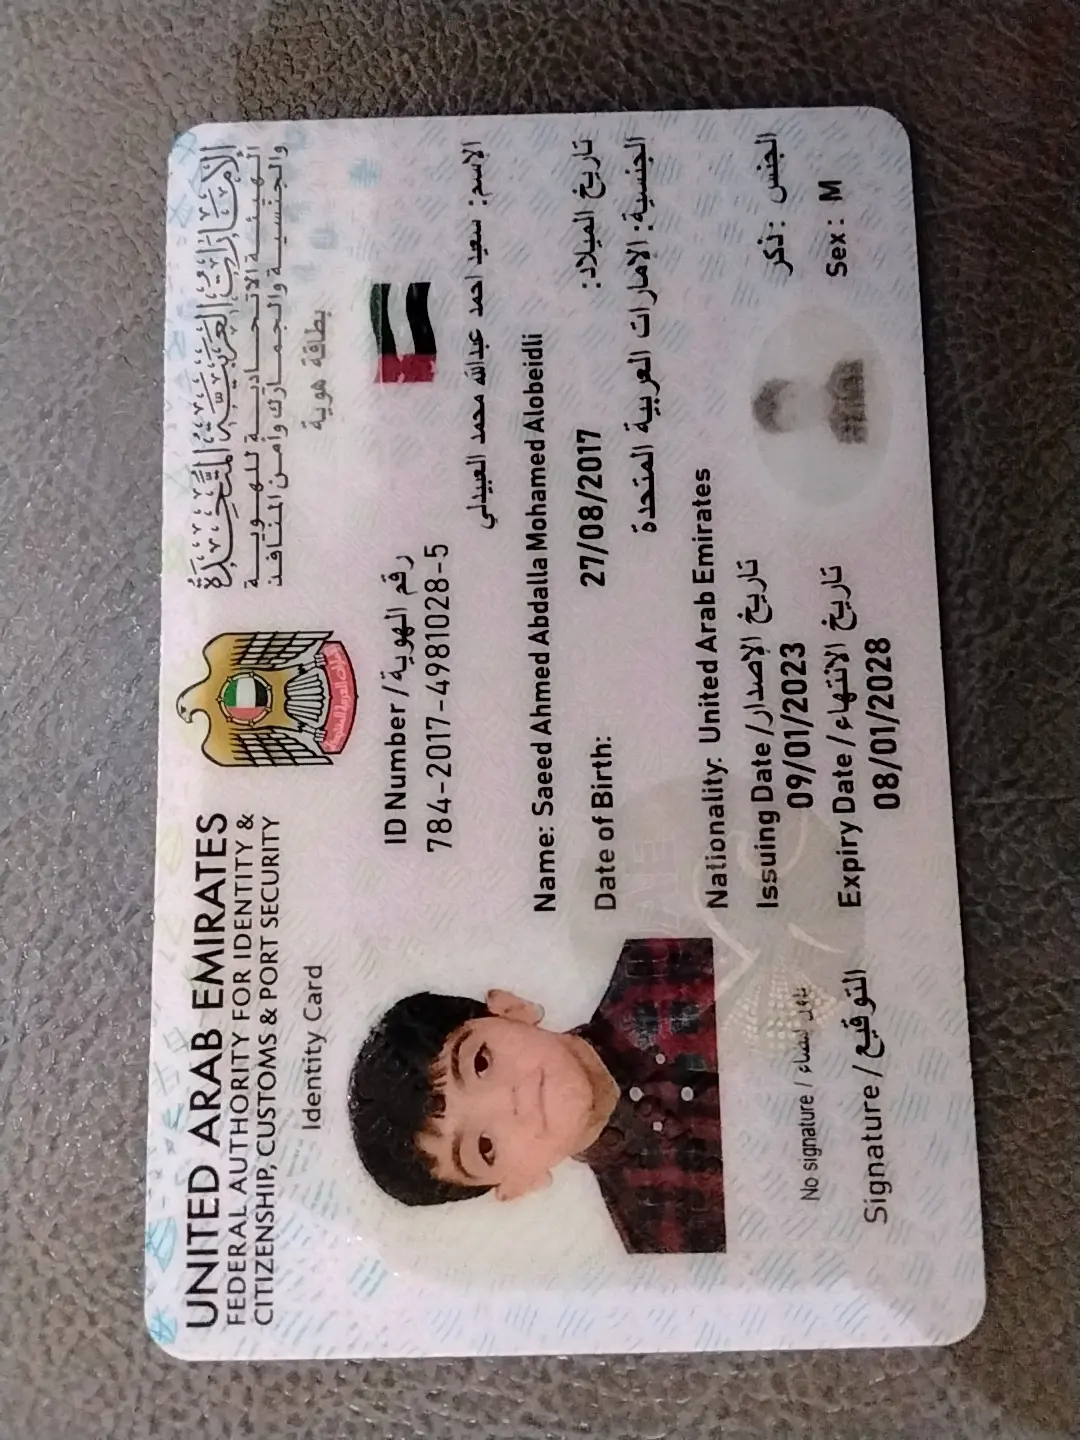 UNITED ARAB EMIRATES
FEDERAL AUTHORITY FOR IDENTITY &
CITIZENSHIP, CUSTOMS & PORT SECURITY
Identity Card
الإمارات العربية المتحدة
الهيئة الاتحادية للهوية
والجنسية والجمارك وأمن المنافذ
بطاقة هوية
ID Number / رقم الهوية
784-2017-4981028-5
الإسم: سعيد احمد عبدالله محمد العبيدلي
Name: Saeed Ahmed Abdalla Mohamed Alobeidli
تاريخ الميلاد:
Date of Birth: 27/08/2017
الجنسية: الإمارات العربية المتحدة
Nationality: United Arab Emirates
Issuing Date / تاريخ الإصدار
09/01/2023
Expiry Date / تاريخ الانتهاء
08/01/2028
الجنس: ذكر
Sex: M
No signature / بدون امضاء
Signature / التوقيع